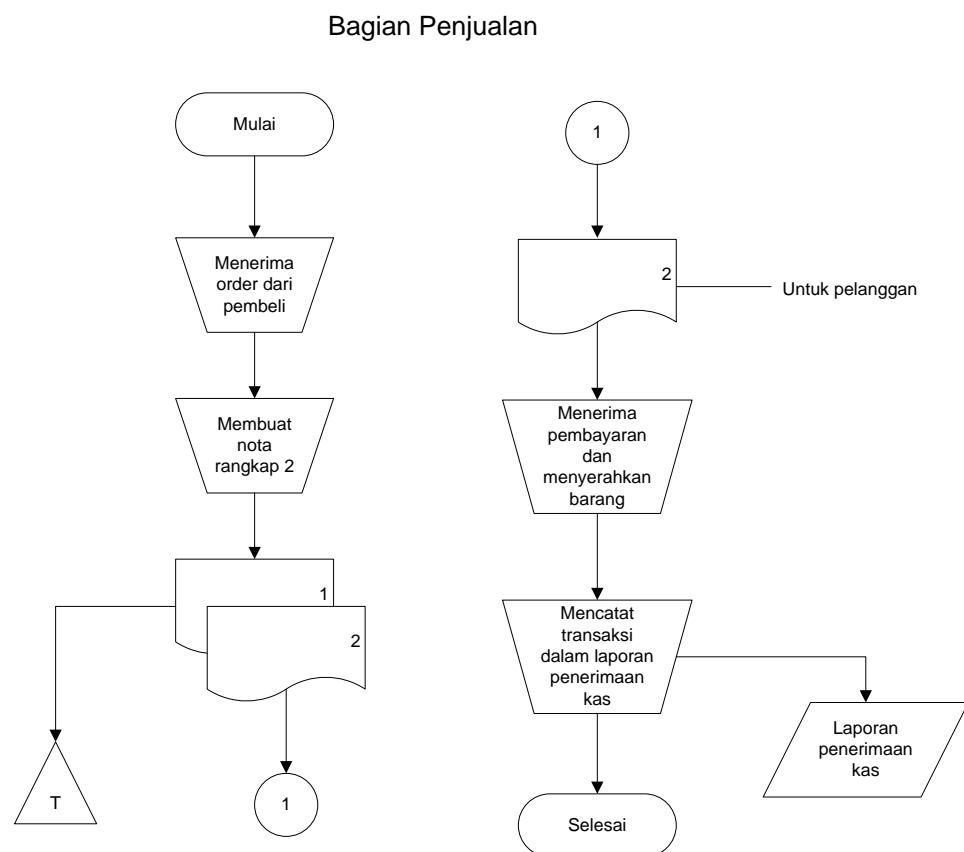 Bagian Penjualan
Mulai
Menerima
order dari
pembeli
Membuat
nota
rangkap 2
1
2
T
1
1
2
Untuk pelanggan
Menerima
pembayaran
dan
menyerahkan
barang
Mencatat
transaksi
dalam laporan
penerimaan
kas
Laporan
penerimaan
kas
Selesai